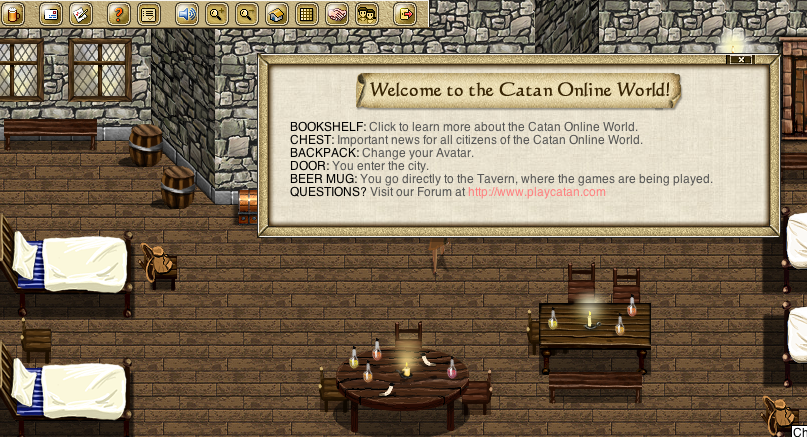 x
Welcome to the Catan Online World!
BOOKSHELF: Click to learn more about the Catan Online World.
CHEST: Important news for all citizens of the Catan Online World.
BACKPACK: Change your Avatar.
DOOR: You enter the city.
BEER MUG: You go directly to the Tavern, where the games are being played.
QUESTIONS? Visit our Forum at http://www.playcatan.com
Ch